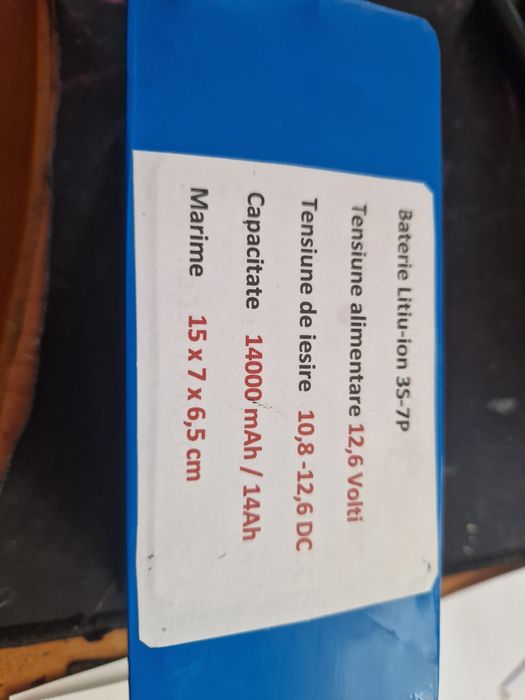 Baterie Litiu-ion 3S-7P
Tensiune alimentare 12,6 Volti
Tensiune de iesire 10,8 -12,6 DC
Capacitate 14000 mAh / 14Ah
Marime 15 x 7 x 6,5 cm